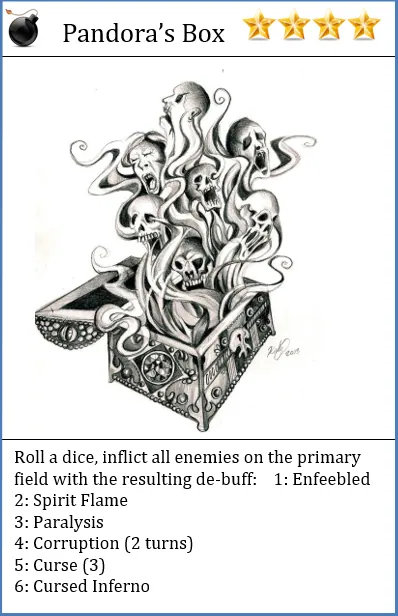 Pandora’s Box
Roll a dice, inflict all enemies on the primary
field with the resulting de-buff: 1: Enfeebled
2: Spirit Flame
3: Paralysis
4: Corruption (2 turns)
5: Curse (3)
6: Cursed Inferno